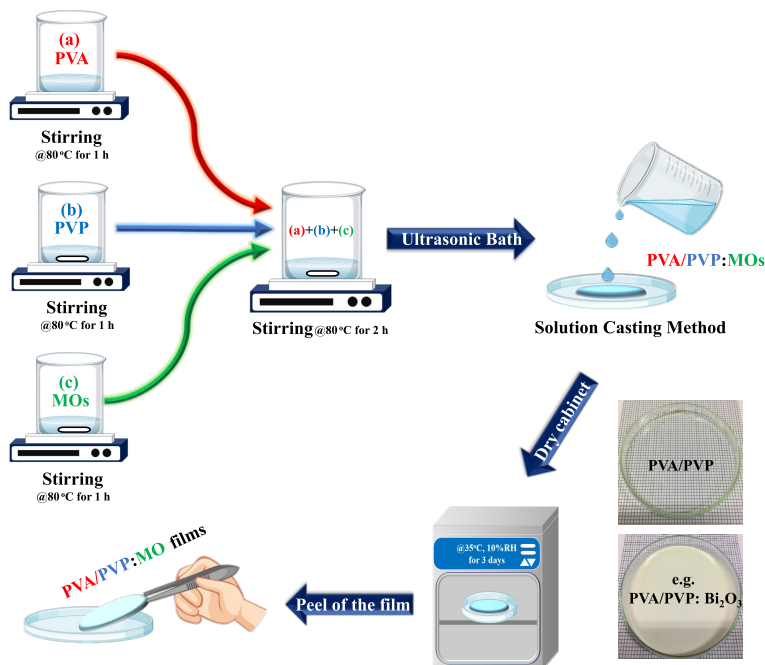 (a)
PVA
Stirring
@80°C for 1 h
(b)
PVP
Stirring
@80°C for 1 h
(c)
MOs
Stirring
@80°C for 1 h
(a)+(b)+(c)
Stirring@80°C for 2 h
Ultrasonic Bath
PVA/PVP:MOs
Solution Casting Method
Dry cabinet
@35°C, 10%RH
for 3 days
PVA/PVP
e.g.
PVA/PVP: Bi₂O₃
Peel of the film
PVA/PVP:MO films